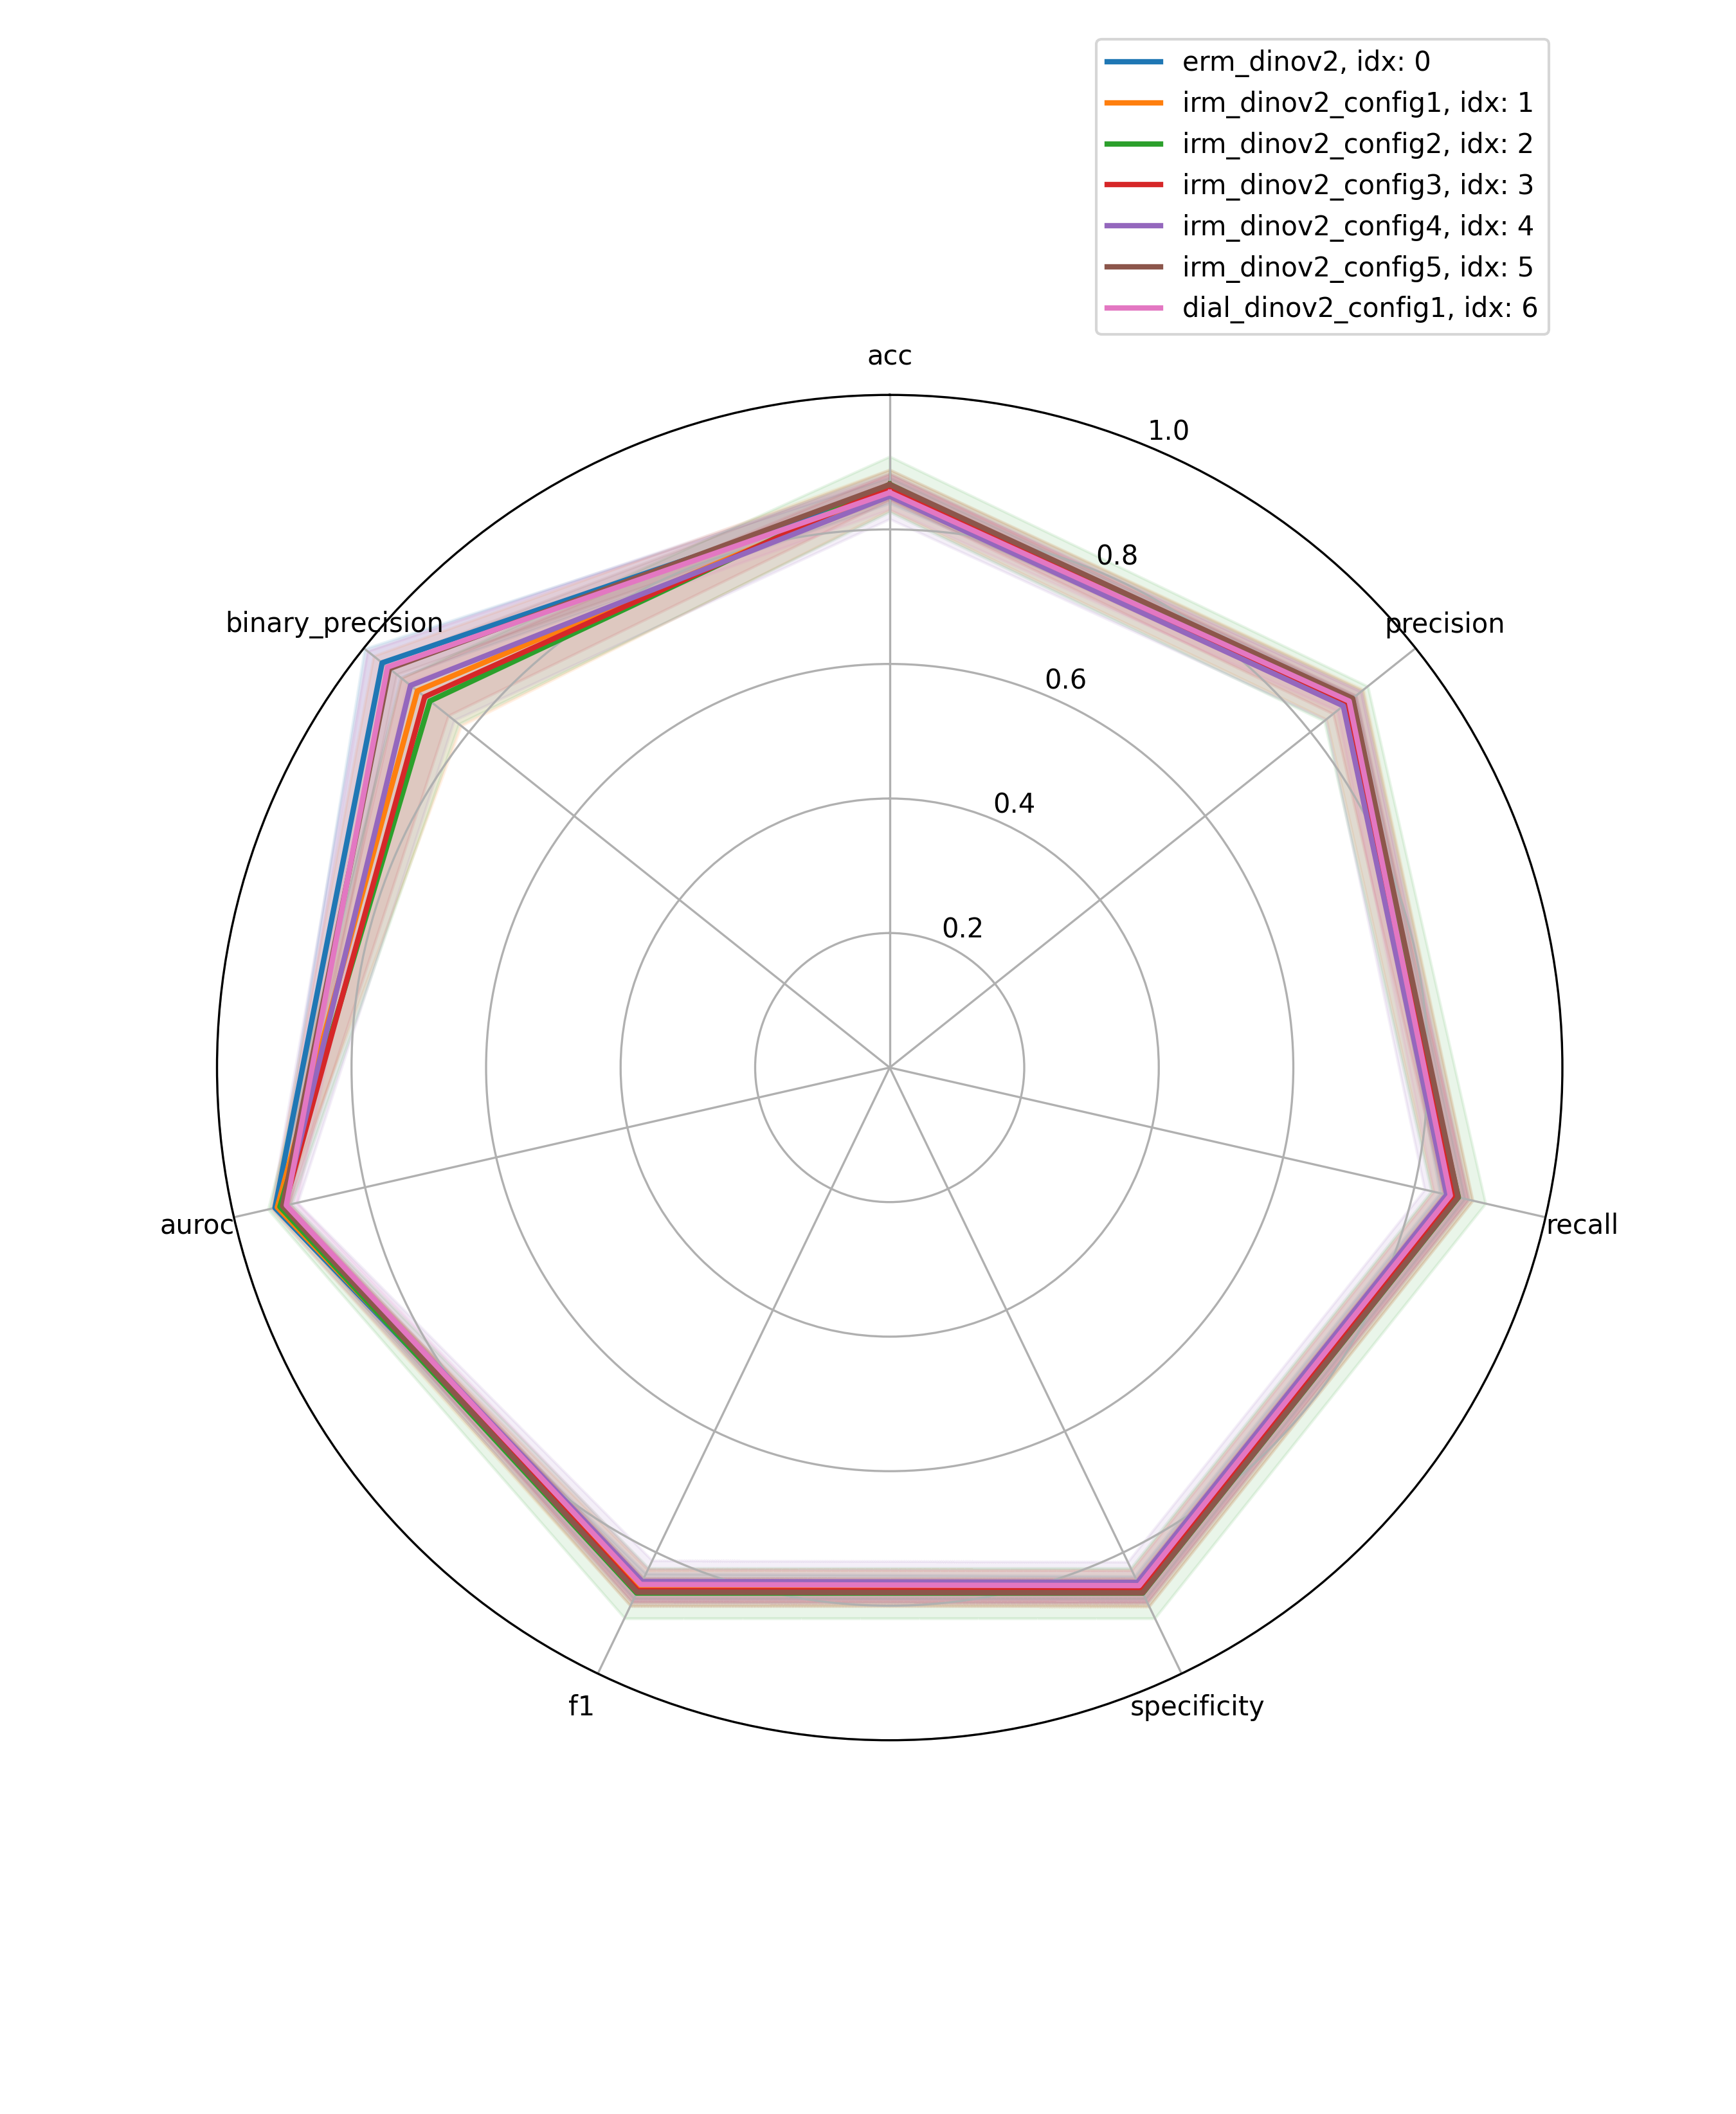 erm_dinov2, idx: 0
irm_dinov2_config1, idx: 1
irm_dinov2_config2, idx: 2
irm_dinov2_config3, idx: 3
irm_dinov2_config4, idx: 4
irm_dinov2_config5, idx: 5
dial_dinov2_config1, idx: 6
acc
1.0
0.8
binary_precision
precision
0.6
0.4
0.2
auroc
recall
f1
specificity